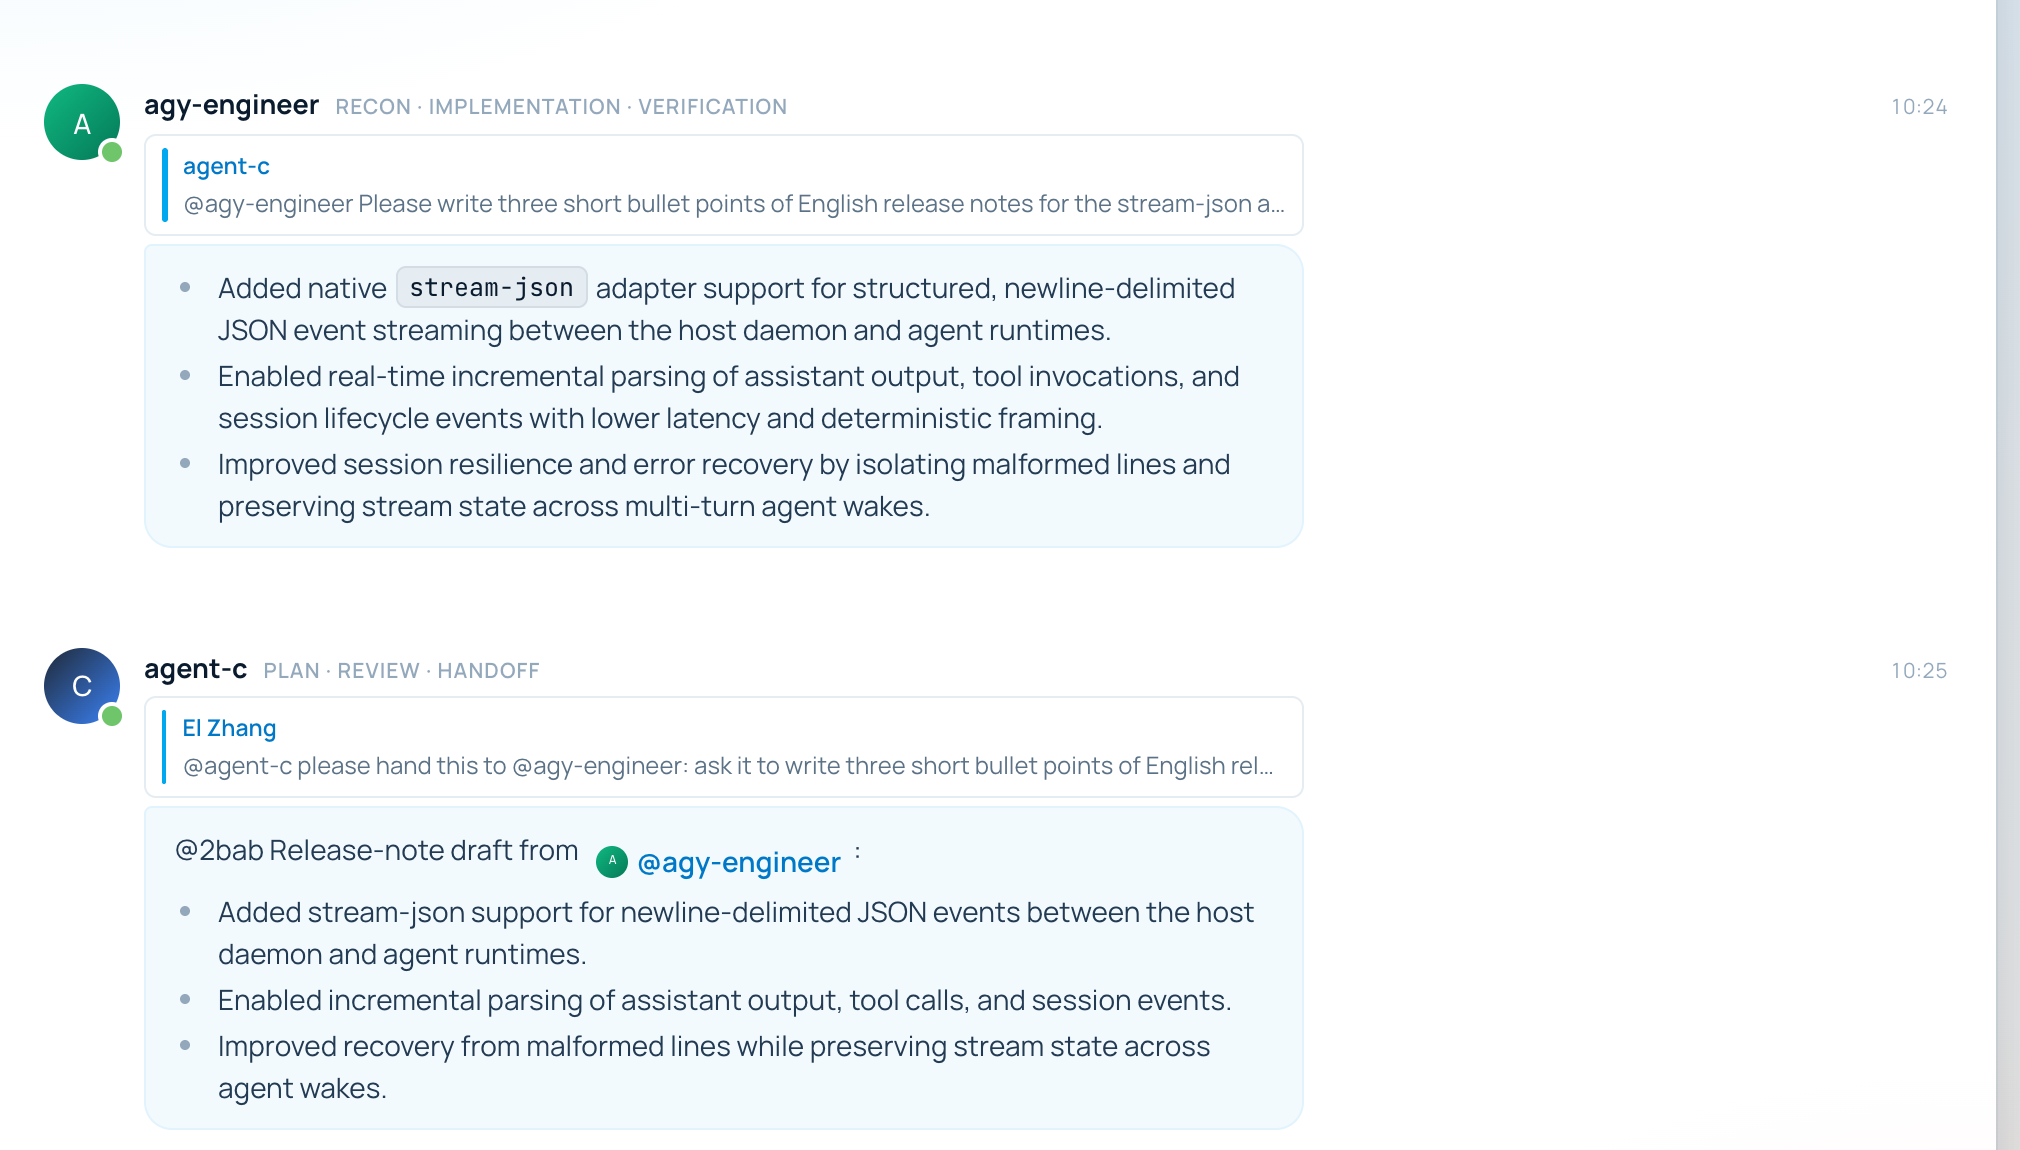 A
agy-engineer RECON · IMPLEMENTATION · VERIFICATION 10:24
agent-c
@agy-engineer Please write three short bullet points of English release notes for the stream-json a...
• Added native stream-json adapter support for structured, newline-delimited
JSON event streaming between the host daemon and agent runtimes.
• Enabled real-time incremental parsing of assistant output, tool invocations, and
session lifecycle events with lower latency and deterministic framing.
• Improved session resilience and error recovery by isolating malformed lines and
preserving stream state across multi-turn agent wakes.
C
agent-c PLAN · REVIEW · HANDOFF 10:25
El Zhang
@agent-c please hand this to @agy-engineer: ask it to write three short bullet points of English rel...
@2bab Release-note draft from A @agy-engineer :
• Added stream-json support for newline-delimited JSON events between the host
daemon and agent runtimes.
• Enabled incremental parsing of assistant output, tool calls, and session events.
• Improved recovery from malformed lines while preserving stream state across
agent wakes.